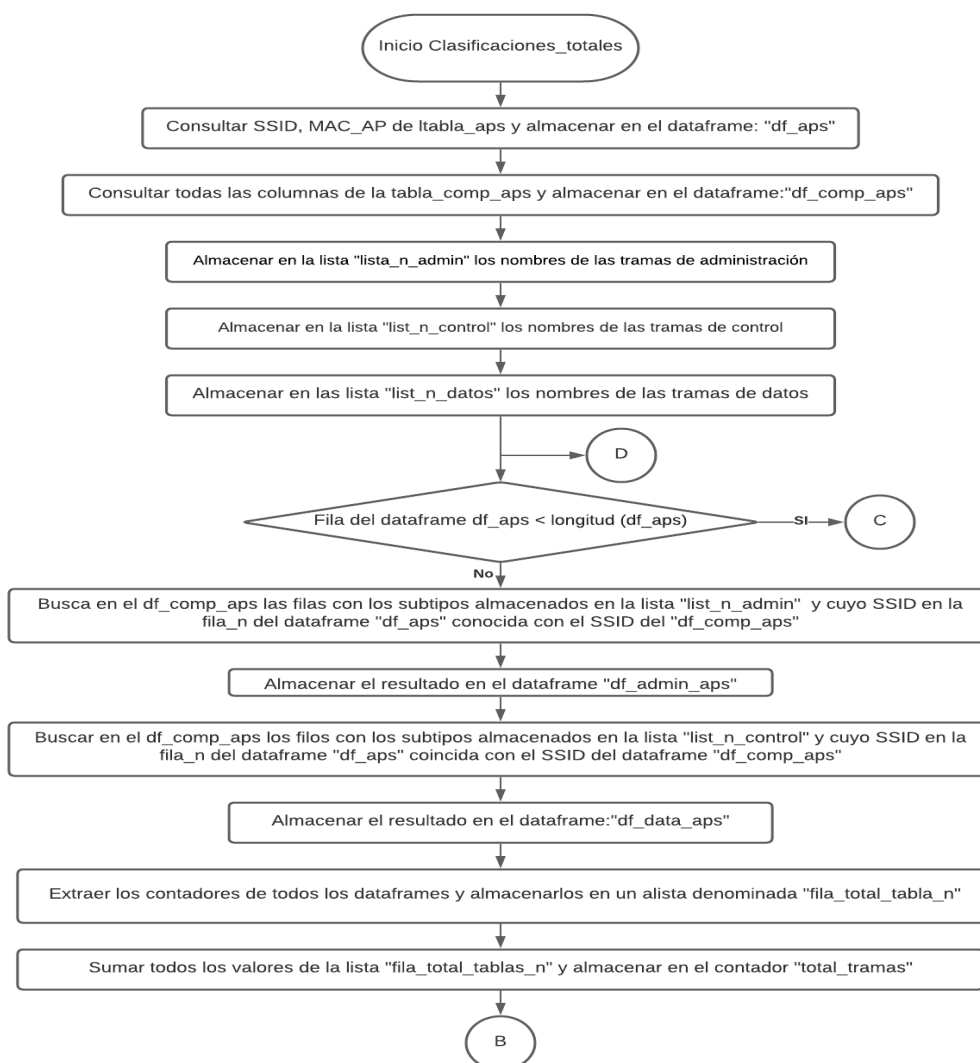 Inicio Clasificaciones_totales
Consultar SSID, MAC_AP de ltabla_aps y almacenar en el dataframe: "df_aps"
Consultar todas las columnas de la tabla_comp_aps y almacenar en el dataframe:"df_comp_aps"
Almacenar en la lista "lista_n_admin" los nombres de las tramas de administración
Almacenar en la lista "list_n_control" los nombres de las tramas de control
Almacenar en las lista "list_n_datos" los nombres de las tramas de datos
D
Fila del dataframe df_aps < longitud (df_aps)
SI
C
No
Busca en el df_comp_aps las filas con los subtipos almacenados en la lista "list_n_admin" y cuyo SSID en la
fila_n del dataframe "df_aps" conocida con el SSID del "df_comp_aps"
Almacenar el resultado en el dataframe "df_admin_aps"
Buscar en el df_comp_aps los filos con los subtipos almacenados en la lista "list_n_control" y cuyo SSID en la
fila_n del dataframe "df_aps" coincida con el SSID del dataframe "df_comp_aps"
Almacenar el resultado en el dataframe:"df_data_aps"
Extraer los contadores de todos los dataframes y almacenarlos en un alista denominada "fila_total_tabla_n"
Sumar todos los valores de la lista "fila_total_tablas_n" y almacenar en el contador "total_tramas"
B